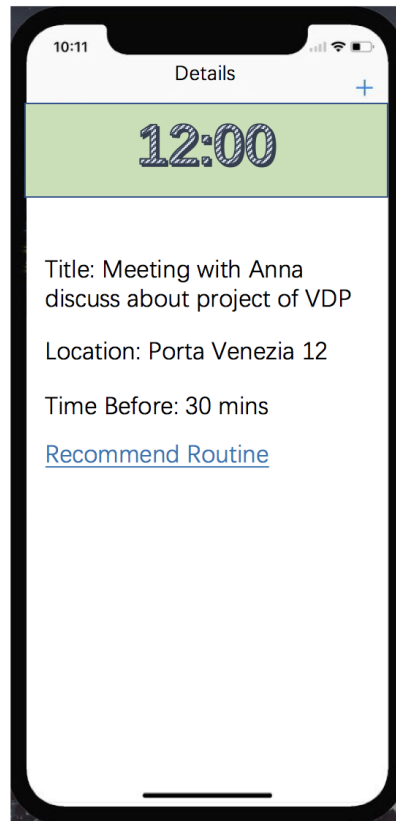 10:11
Details
+
12:00
Title: Meeting with Anna
discuss about project of VDP
Location: Porta Venezia 12
Time Before: 30 mins
Recommend Routine